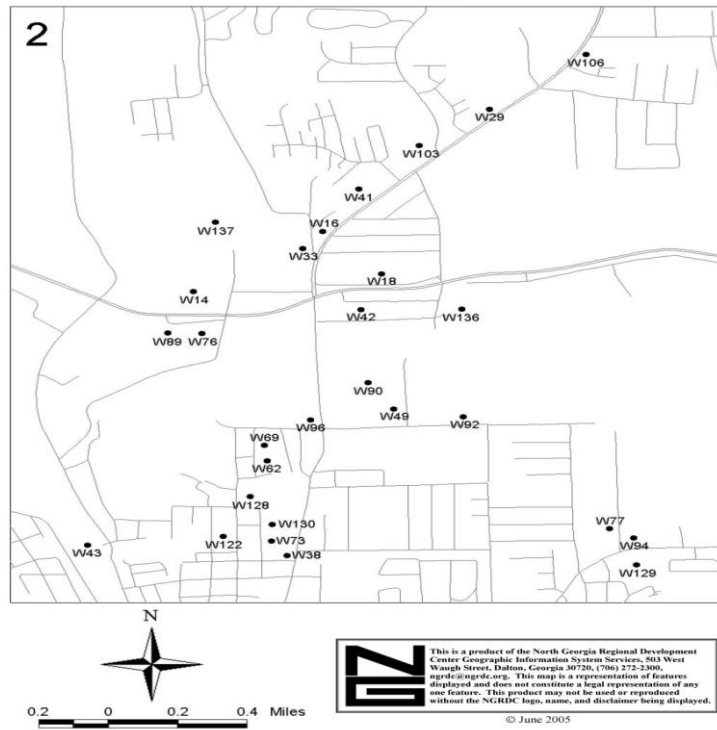 2
W106
W29
W103
W41
W137
W16
W33
W18
W14
W42
W136
W89
W76
W90
W49
W92
W96
W69
W62
W128
W130
W77
W122
W73
W94
W43
W38
W129
N
0.2 0 0.2 0.4 Miles
NG
This is a product of the North Georgia Regional Development
Center Geographic Information System Services, 503 West
Waugh Street, Dalton, Georgia 30720, (706) 272-2300,
ngrdc@ngrdc.org. This map is a representation of features
displayed and does not constitute a legal representation of any
one feature. This product may not be used or reproduced
without the NGRDC logo, name, and disclaimer being displayed.
© June 2005